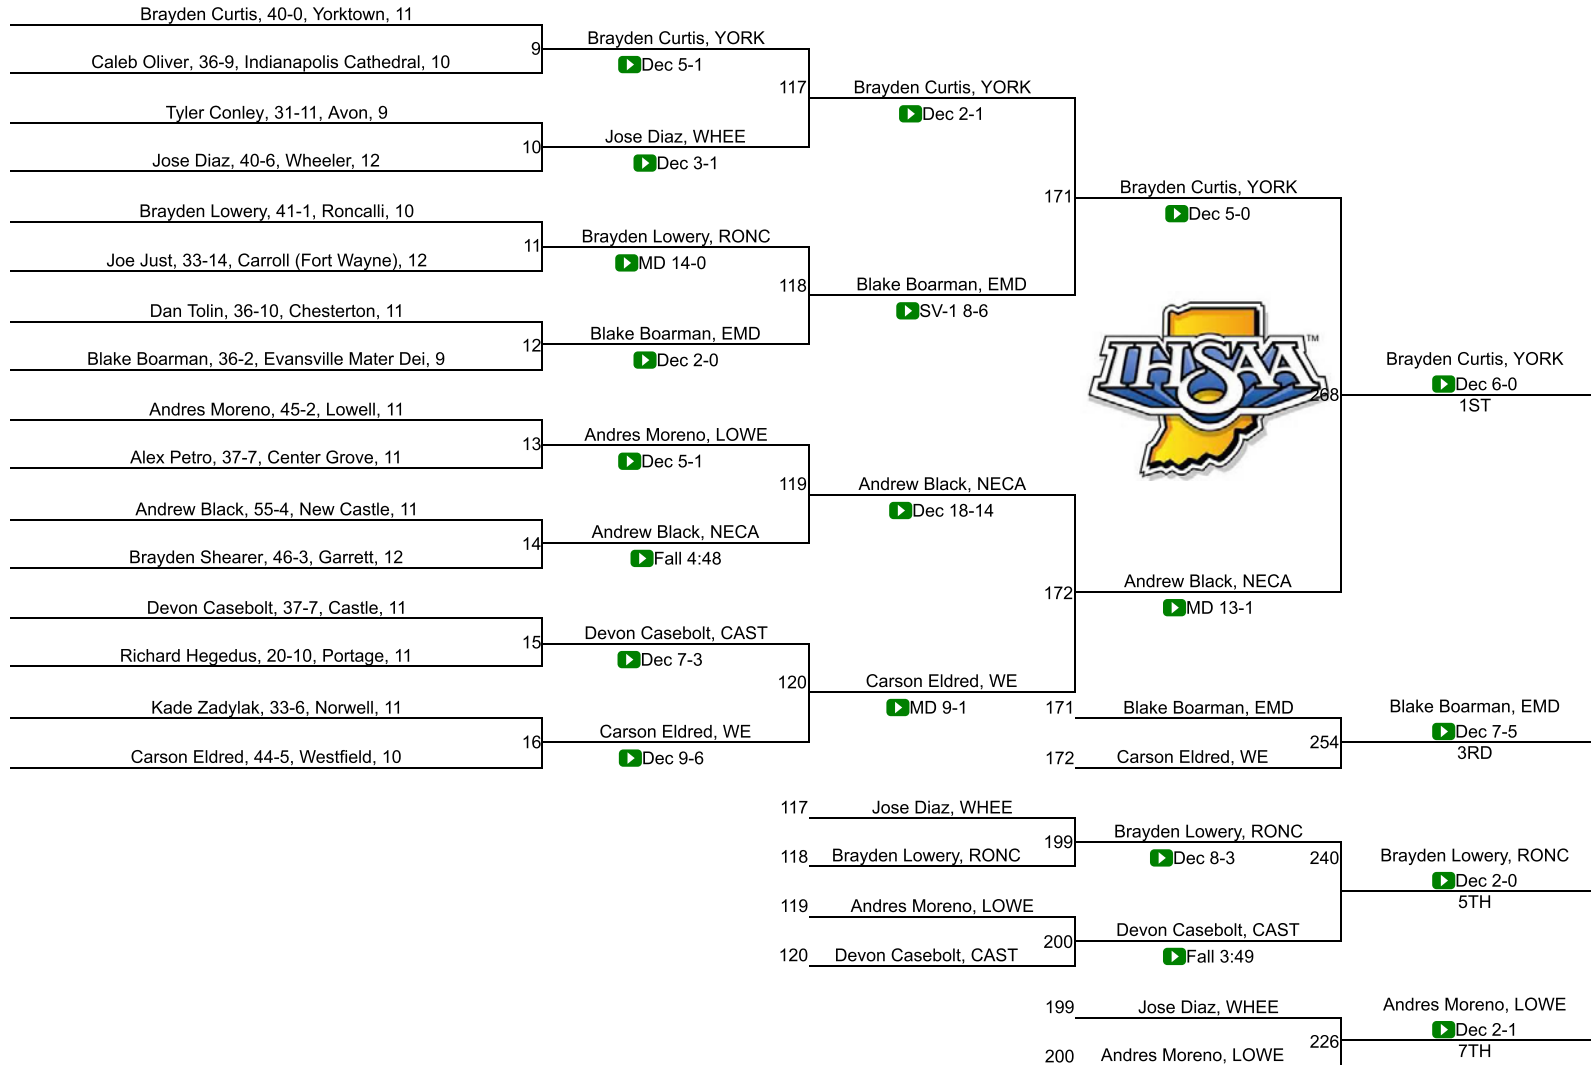 Brayden Curtis, 40-0, Yorktown, 11
9
Caleb Oliver, 36-9, Indianapolis Cathedral, 10
Brayden Curtis, YORK
Dec 5-1
117
Tyler Conley, 31-11, Avon, 9
10
Jose Diaz, 40-6, Wheeler, 12
Jose Diaz, WHEE
Dec 3-1
Brayden Curtis, YORK
Dec 2-1
171
Brayden Lowery, 41-1, Roncalli, 10
11
Joe Just, 33-14, Carroll (Fort Wayne), 12
Brayden Lowery, RONC
MD 14-0
118
Dan Tolin, 36-10, Chesterton, 11
12
Blake Boarman, 36-2, Evansville Mater Dei, 9
Blake Boarman, EMD
Dec 2-0
Blake Boarman, EMD
SV-1 8-6
Brayden Curtis, YORK
Dec 5-0
IHSAA
TM
268
Brayden Curtis, YORK
Dec 6-0
1ST
Andres Moreno, 45-2, Lowell, 11
13
Alex Petro, 37-7, Center Grove, 11
Andres Moreno, LOWE
Dec 5-1
119
Andrew Black, 55-4, New Castle, 11
14
Brayden Shearer, 46-3, Garrett, 12
Andrew Black, NECA
Fall 4:48
Andrew Black, NECA
Dec 18-14
172
Andrew Black, NECA
MD 13-1
Devon Casebolt, 37-7, Castle, 11
15
Richard Hegedus, 20-10, Portage, 11
Devon Casebolt, CAST
Dec 7-3
120
Kade Zadylak, 33-6, Norwell, 11
16
Carson Eldred, 44-5, Westfield, 10
Carson Eldred, WE
Dec 9-6
Carson Eldred, WE
MD 9-1
171
Blake Boarman, EMD
254
172
Carson Eldred, WE
Blake Boarman, EMD
Dec 7-5
3RD
117
Jose Diaz, WHEE
199
118
Brayden Lowery, RONC
Brayden Lowery, RONC
Dec 8-3
240
119
Andres Moreno, LOWE
200
120
Devon Casebolt, CAST
Devon Casebolt, CAST
Fall 3:49
Brayden Lowery, RONC
Dec 2-0
5TH
199
Jose Diaz, WHEE
226
200
Andres Moreno, LOWE
Andres Moreno, LOWE
Dec 2-1
7TH